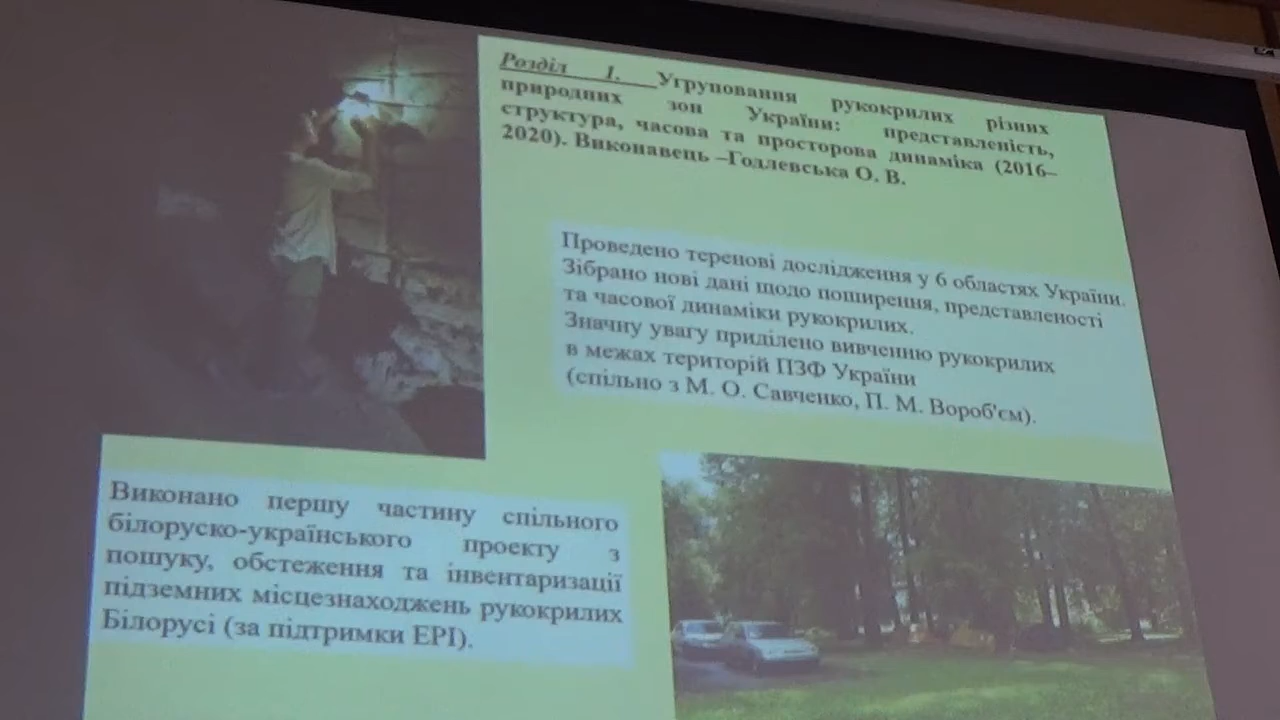 Розділ 1. Угруповання рукокрилих різних
природних зон України: представленість,
структура, часова та просторова динаміка (2016–
2020). Виконавець –Годлевська О. В.
Проведено теренові дослідження у 6 областях України.
Зібрано нові дані щодо поширення, представленості
та часової динаміки рукокрилих.
Значну увагу приділено вивченню рукокрилих
в межах територій ПЗФ України
(спільно з М. О. Савченко, П. М. Вороб'єм).
Виконано першу частину спільного
білоруско-українського проекту з
пошуку, обстеження та інвентаризації
підземних місцезнаходжень рукокрилих
Білорусі (за підтримки EPI).